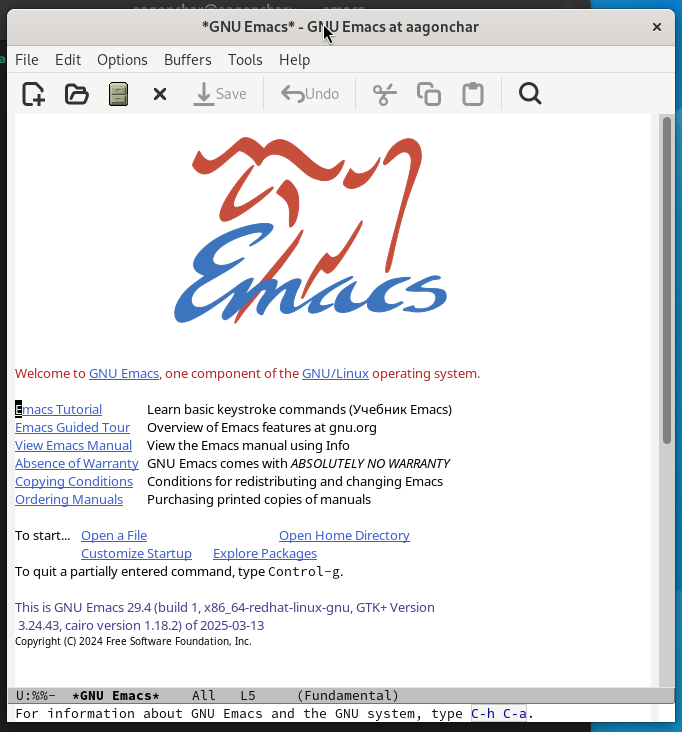 *GNU Emacs* - GNU Emacs at aagonchar
File Edit Options Buffers Tools Help
Save Undo
Emacs
Welcome to GNU Emacs, one component of the GNU/Linux operating system.
Emacs Tutorial Learn basic keystroke commands (Учебник Emacs)
Emacs Guided Tour Overview of Emacs features at gnu.org
View Emacs Manual View the Emacs manual using Info
Absence of Warranty GNU Emacs comes with ABSOLUTELY NO WARRANTY
Copying Conditions Conditions for redistributing and changing Emacs
Ordering Manuals Purchasing printed copies of manuals
To start... Open a File Open Home Directory
Customize Startup Explore Packages
To quit a partially entered command, type Control-g.
This is GNU Emacs 29.4 (build 1, x86_64-redhat-linux-gnu, GTK+ Version
3.24.43, cairo version 1.18.2) of 2025-03-13
Copyright (C) 2024 Free Software Foundation, Inc.
U:%%- *GNU Emacs* All L5 (Fundamental)
For information about GNU Emacs and the GNU system, type C-h C-a.